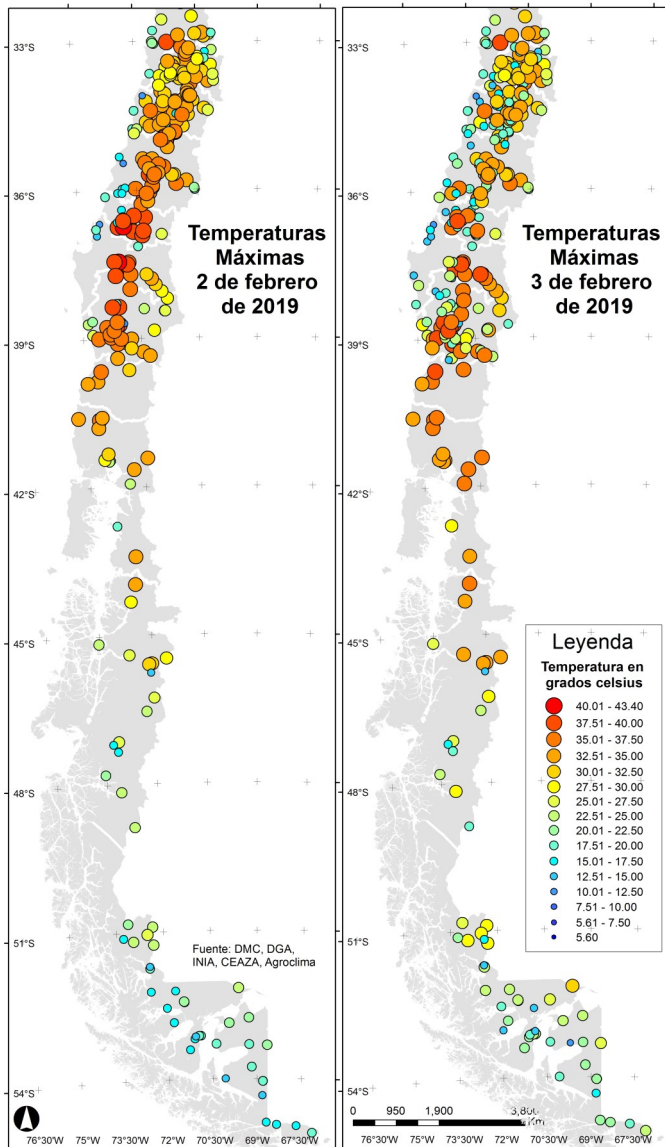 33°S
36°S
39°S
42°S
45°S
48°S
51°S
54°S
Temperaturas
Máximas
2 de febrero
de 2019
Fuente: DMC, DGA,
INIA, CEAZA, Agroclima
76°30'W
75°W
73°30'W
72°W
70°30'W
69°W
67°30'W
33°S
36°S
39°S
42°S
45°S
48°S
51°S
54°S
Temperaturas
Máximas
3 de febrero
de 2019
Leyenda
Temperatura en
grados celsius
40.01 - 43.40
37.51 - 40.00
35.01 - 37.50
32.51 - 35.00
30.01 - 32.50
27.51 - 30.00
25.01 - 27.50
22.51 - 25.00
20.01 - 22.50
17.51 - 20.00
15.01 - 17.50
12.51 - 15.00
10.01 - 12.50
7.51 - 10.00
5.61 - 7.50
5.60
0 950 1,900 3,800
Km
76°30'W
75°W
73°30'W
72°W
70°30'W
69°W
67°30'W